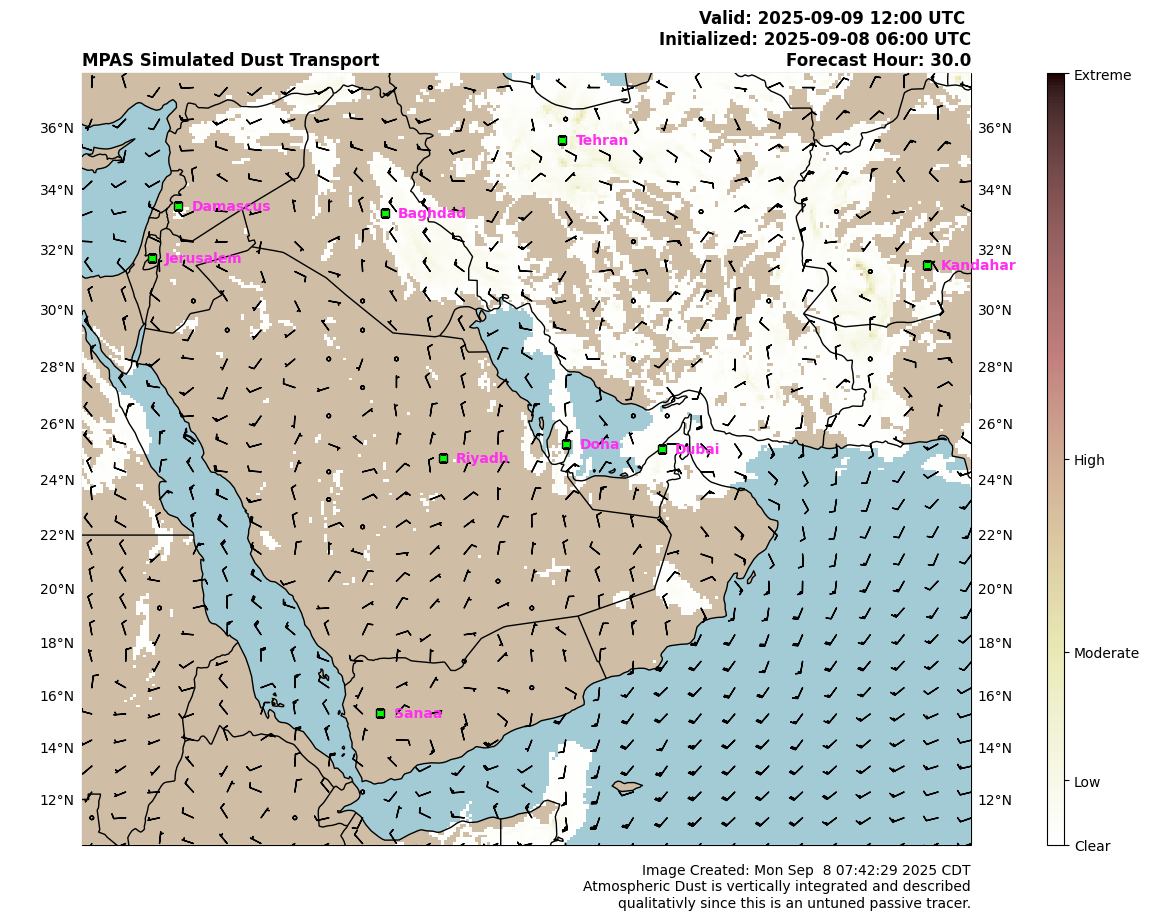 Valid: 2025-09-09 12:00 UTC
Initialized: 2025-09-08 06:00 UTC
MPAS Simulated Dust Transport Forecast Hour: 30.0
Extreme
36°N Tehran 36°N
34°N 34°N
Damascus
Baghdad
32°N 32°N
Jerusalem Kandahar
30°N 30°N
28°N 28°N
26°N 26°N
Doha
Dubai
Riyadh High
24°N 24°N
22°N 22°N
20°N 20°N
18°N 18°N
Moderate
16°N 16°N
Sanaa
14°N 14°N
Low
12°N 12°N
Clear
Image Created: Mon Sep  8 07:42:29 2025 CDT
Atmospheric Dust is vertically integrated and described
qualitativly since this is an untuned passive tracer.